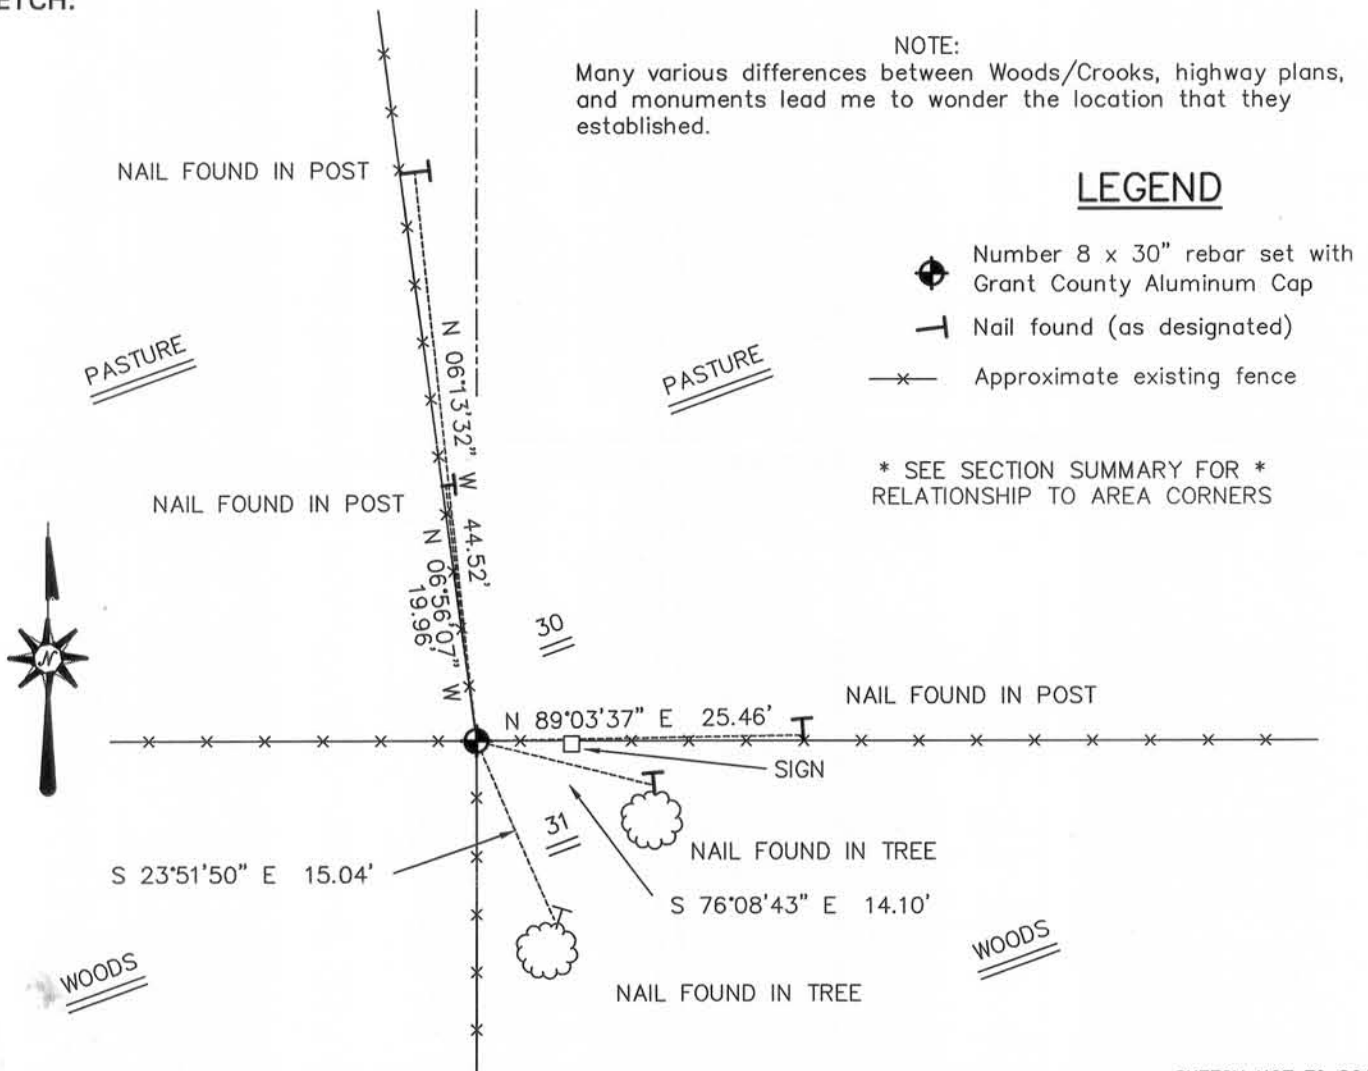 NOTE:
Many various differences between Woods/Crooks, highway plans,
and monuments lead me to wonder the location that they
established.
NAIL FOUND IN POST
LEGEND
Number 8 x 30" rebar set with
Grant County Aluminum Cap
Nail found (as designated)
Approximate existing fence
PASTURE
PASTURE
N 06°13'32" W 44.52'
* SEE SECTION SUMMARY FOR *
RELATIONSHIP TO AREA CORNERS
NAIL FOUND IN POST
N 06°56'07" W
19.96'
30
N
NAIL FOUND IN POST
N 89°03'37" E 25.46'
SIGN
31
NAIL FOUND IN TREE
S 23°51'50" E 15.04'
S 76°08'43" E 14.10'
WOODS
WOODS
NAIL FOUND IN TREE